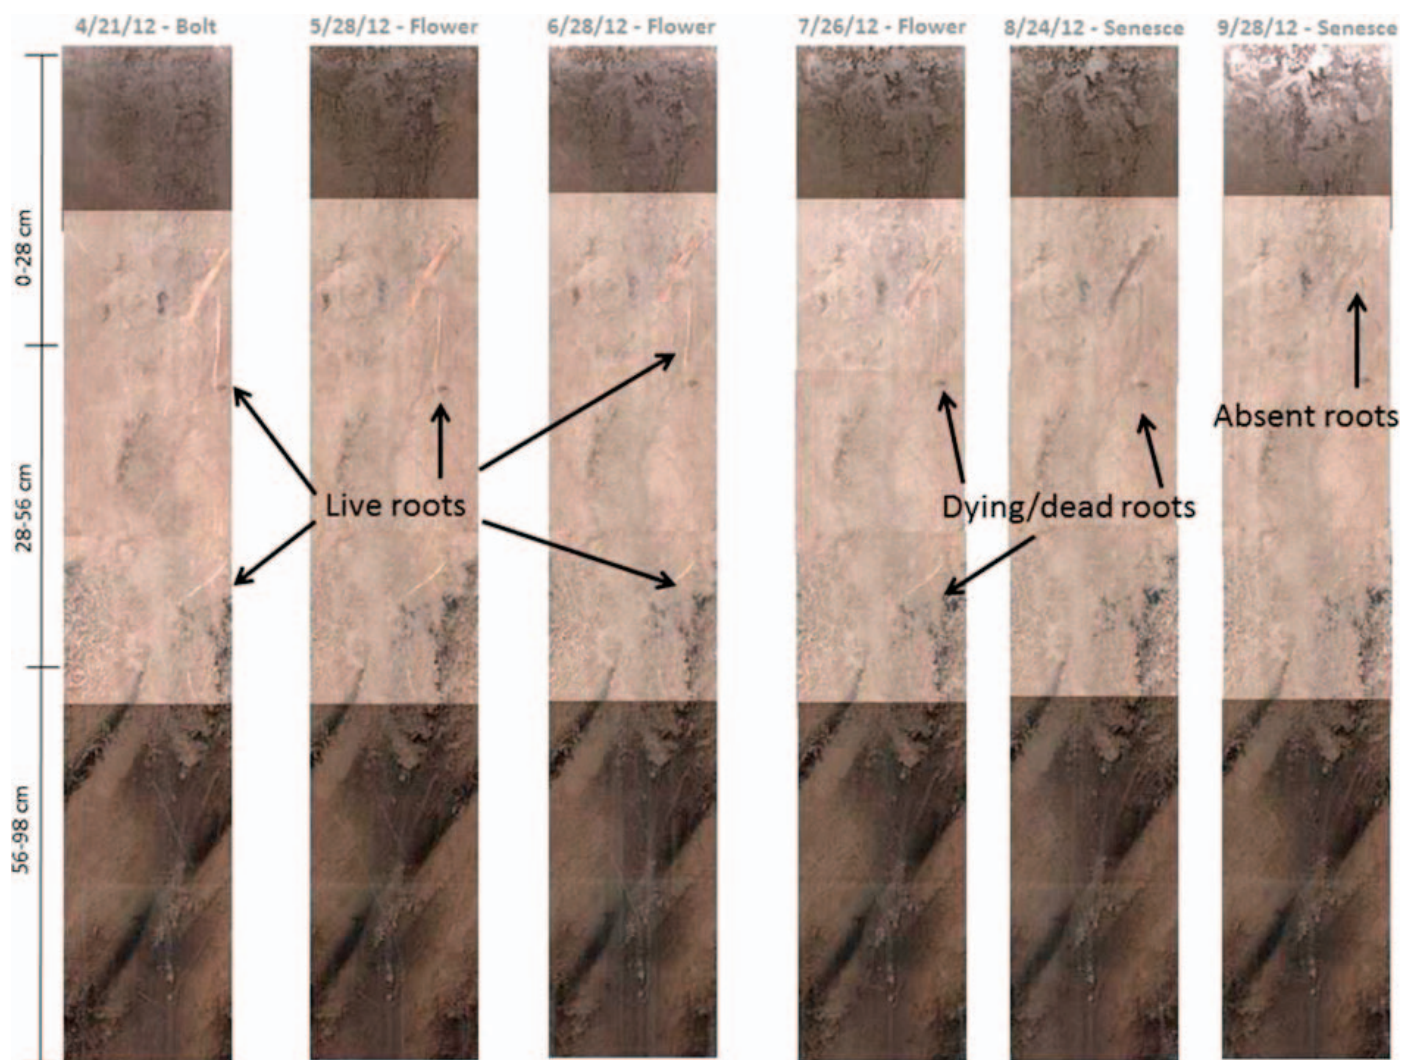 4/21/12 - Bolt
5/28/12 - Flower
6/28/12 - Flower
7/26/12 - Flower
8/24/12 - Senesce
9/28/12 - Senesce
0-28 cm
28-56 cm
56-98 cm
Live roots
Dying/dead roots
Absent roots